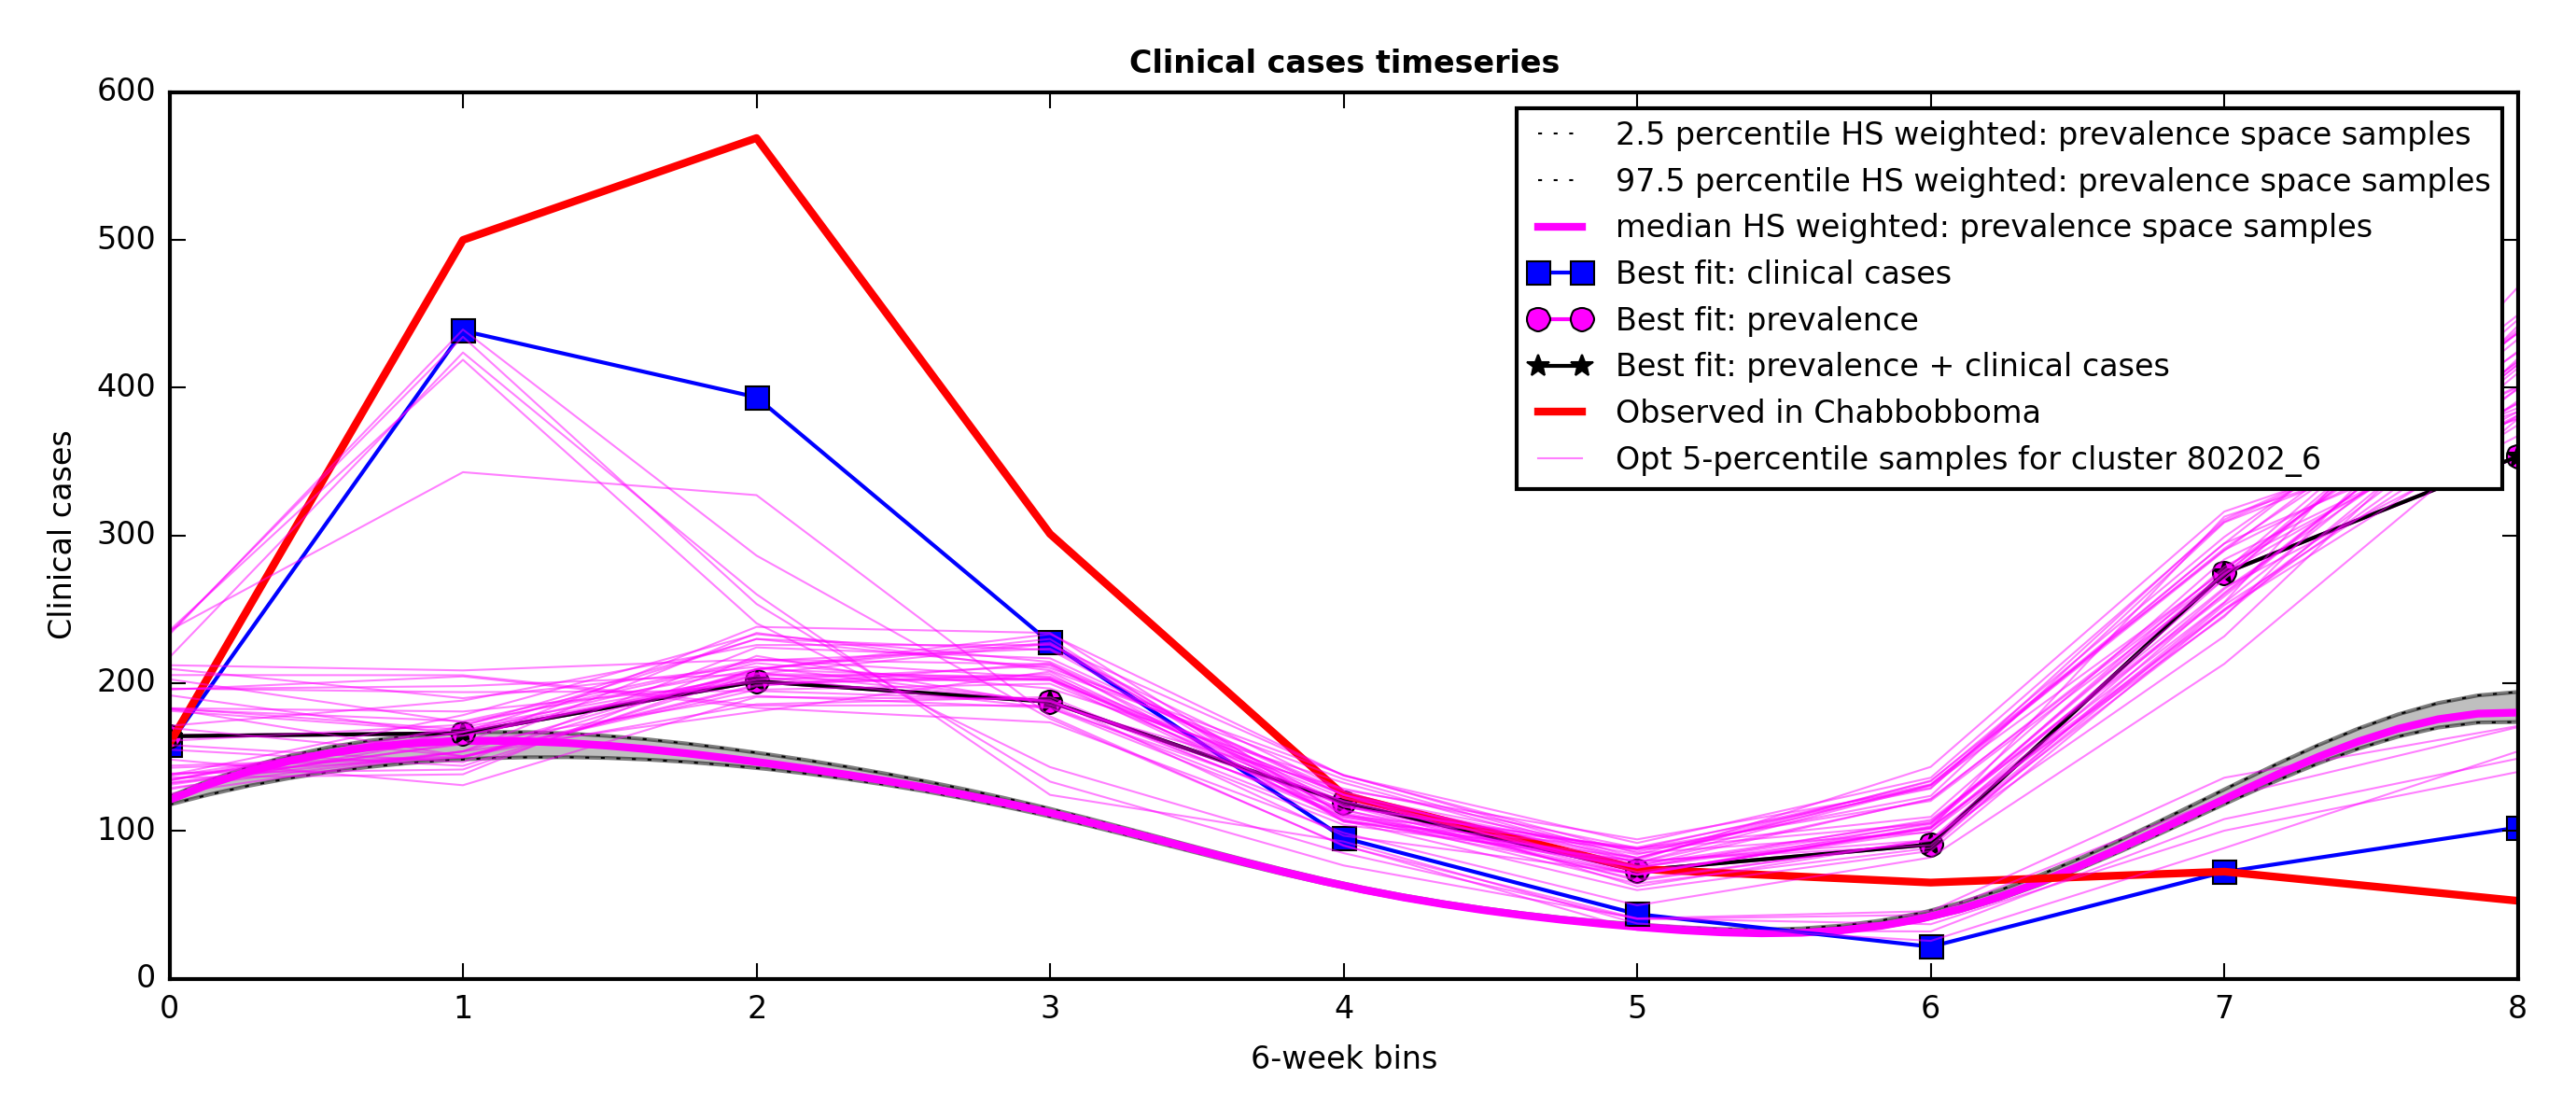 Clinical cases timeseries
600
500
400
300
200
100
0
Clinical cases
2.5 percentile HS weighted: prevalence space samples
97.5 percentile HS weighted: prevalence space samples
median HS weighted: prevalence space samples
Best fit: clinical cases
Best fit: prevalence
Best fit: prevalence + clinical cases
Observed in Chabbobboma
Opt 5-percentile samples for cluster 80202_6
0 1 2 3 4 5 6 7 8
6-week bins